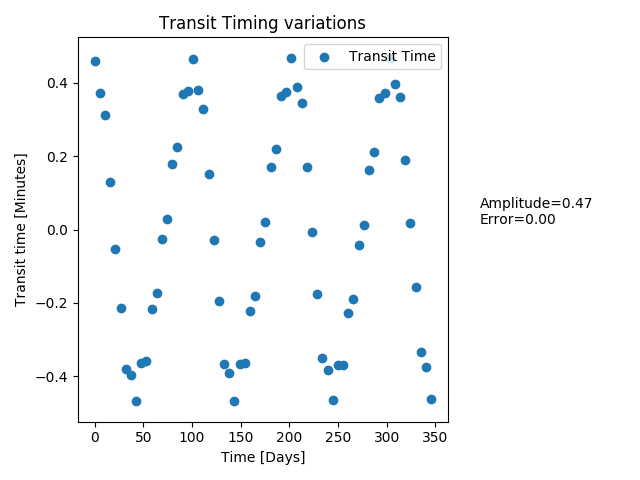 Transit Timing variations
Transit Time
0.4
0.2
0.0
−0.2
−0.4
Transit time [Minutes]
0
50
100
150
200
250
300
350
Time [Days]
Amplitude=0.47
Error=0.00